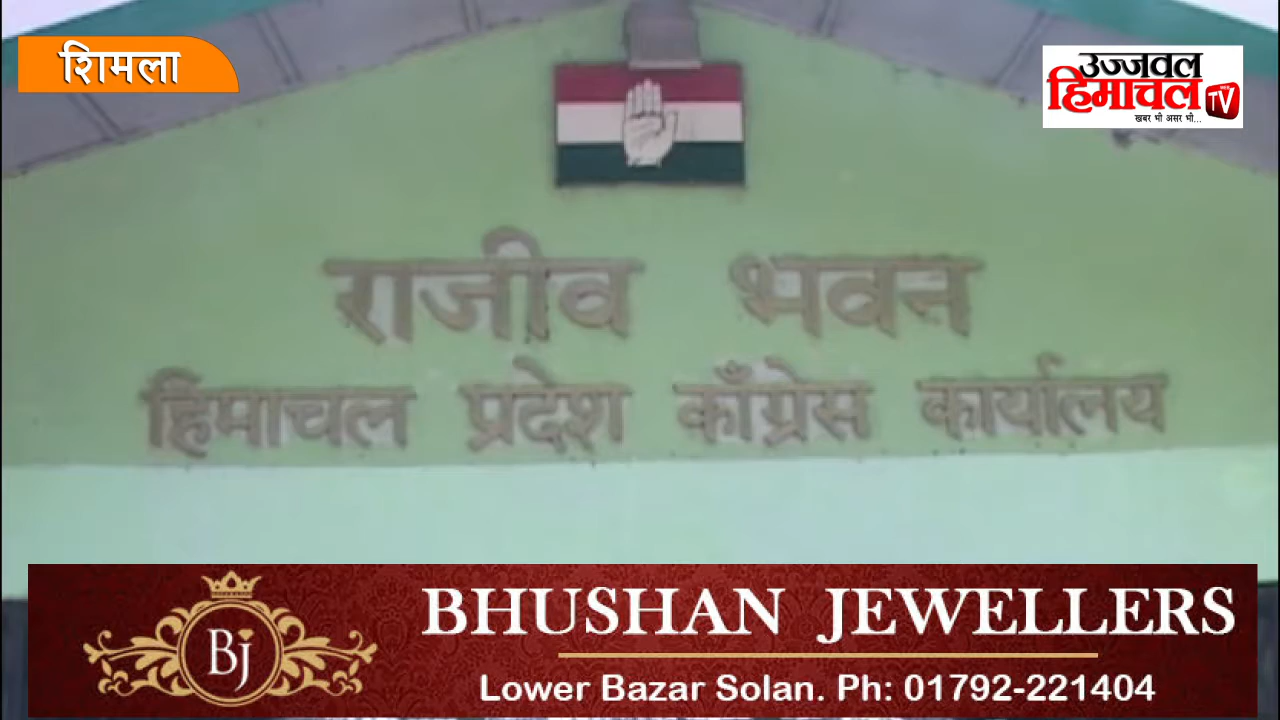 शिमला
उज्जवल
हिमाचल
TV
खबर भी असर भी...
राजीव भवन
हिमाचल प्रदेश काँग्रेस कार्यालय
Bj
BHUSHAN JEWELLERS
Lower Bazar Solan. Ph: 01792-221404